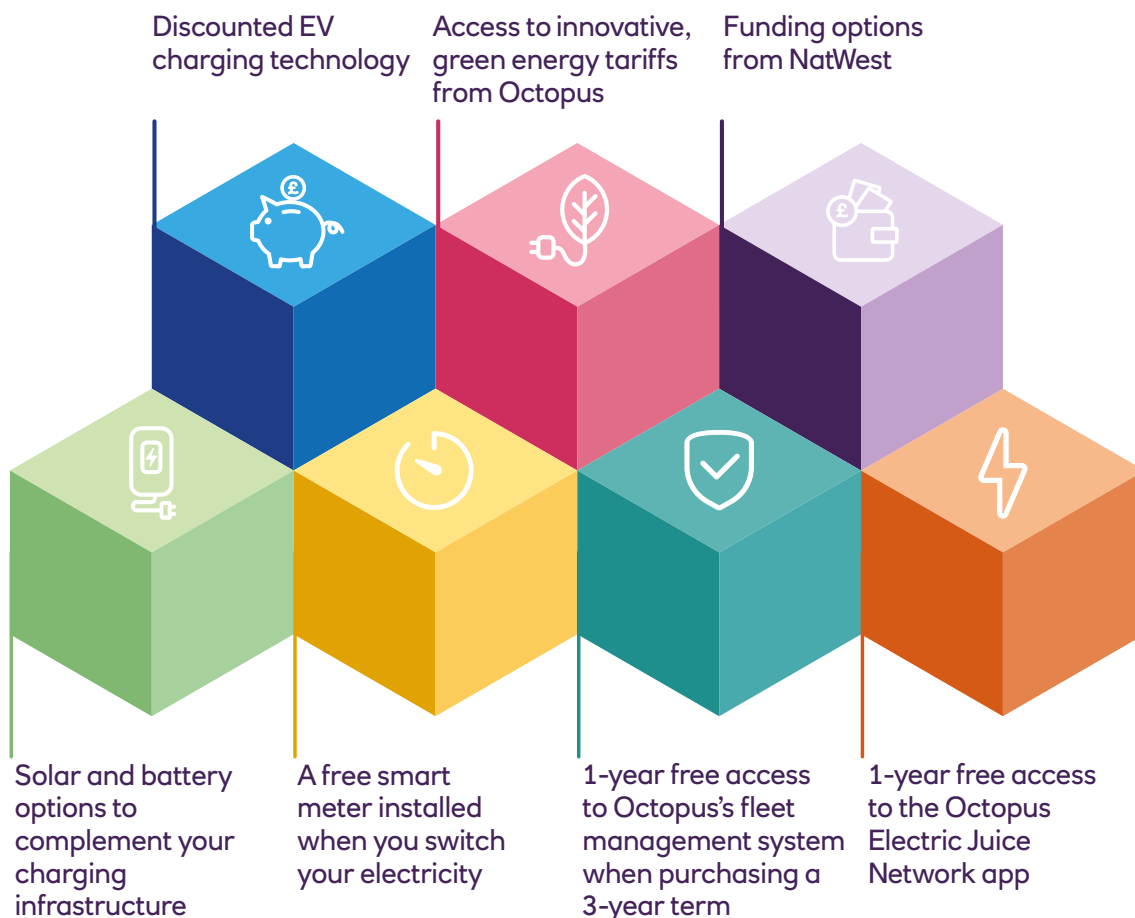 Discounted EV
charging technology
Access to innovative,
green energy tariffs
from Octopus
Funding options
from NatWest
£
£
Solar and battery
options to
complement your
charging
infrastructure
A free smart
meter installed
when you switch
your electricity
1-year free access
to Octopus’s fleet
management system
when purchasing a
3-year term
1-year free access
to the Octopus
Electric Juice
Network app